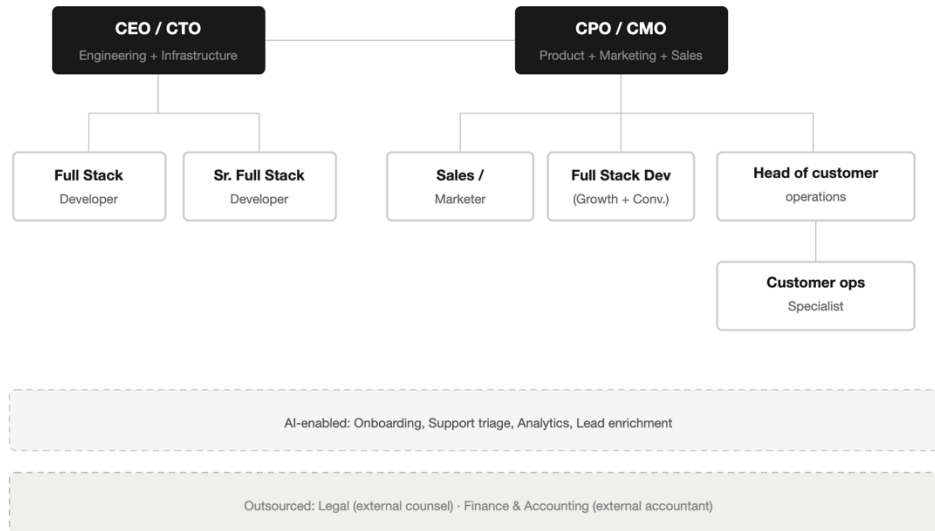 CEO / CTO
Engineering + Infrastructure
CPO / CMO
Product + Marketing + Sales
Full Stack
Developer
Sr. Full Stack
Developer
Sales /
Marketer
Full Stack Dev
(Growth + Conv.)
Head of customer
operations
Customer ops
Specialist
AI-enabled: Onboarding, Support triage, Analytics, Lead enrichment
Outsourced: Legal (external counsel) · Finance & Accounting (external accountant)